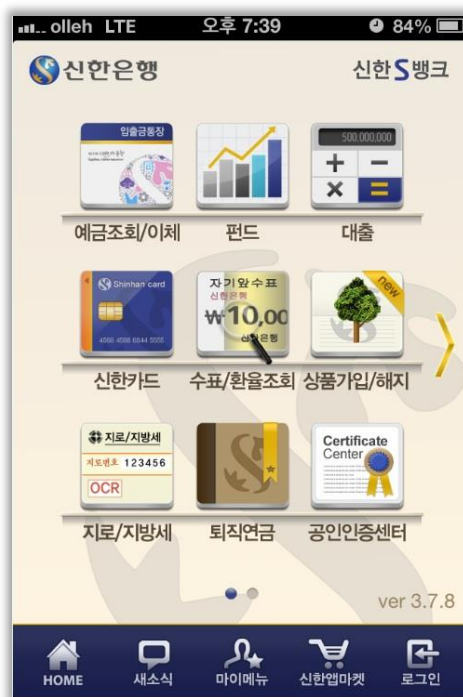 olleh LTE 오후 7:39 84%
신한은행 신한S뱅크
입출금통장
500,000,000
예금조회/이체 펀드 대출
Shinhan card
자기앞수표
신한은행
₩10,00
신한은행
new
신한카드 수표/환율조회 상품가입/해지
지로/지방세
지로번호 123456
OCR
Certificate
Center
지로/지방세 퇴직연금 공인인증센터
ver 3.7.8
HOME 새소식 마이메뉴 신한앱마켓 로그인